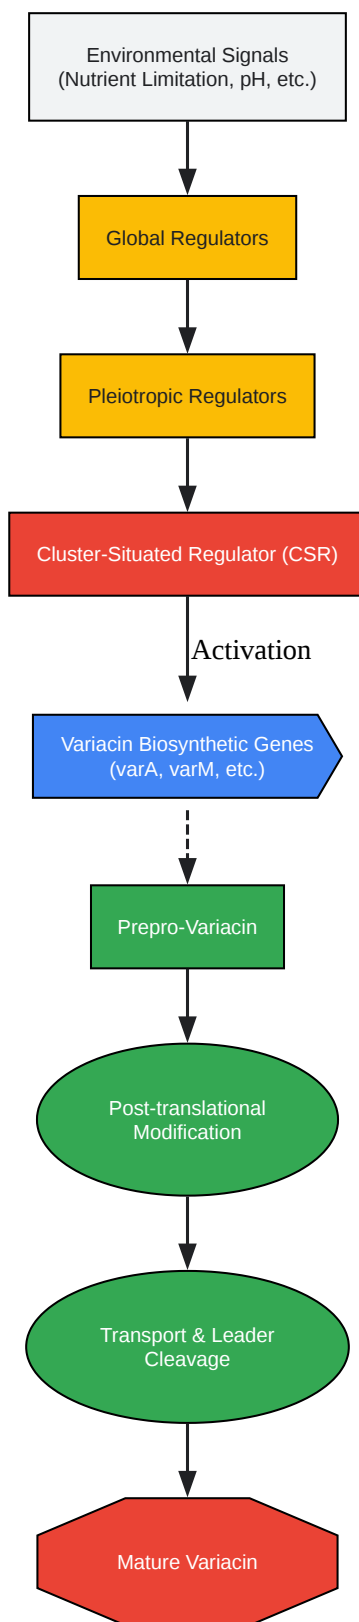 Environmental Signals
(Nutrient Limitation, pH, etc.)
Global Regulators
Pleiotropic Regulators
Cluster-Situated Regulator (CSR)
Activation
Variacin Biosynthetic Genes
(varA, varM, etc.)
Prepro-Variacin
Post-translational
Modification
Transport & Leader
Cleavage
Mature Variacin